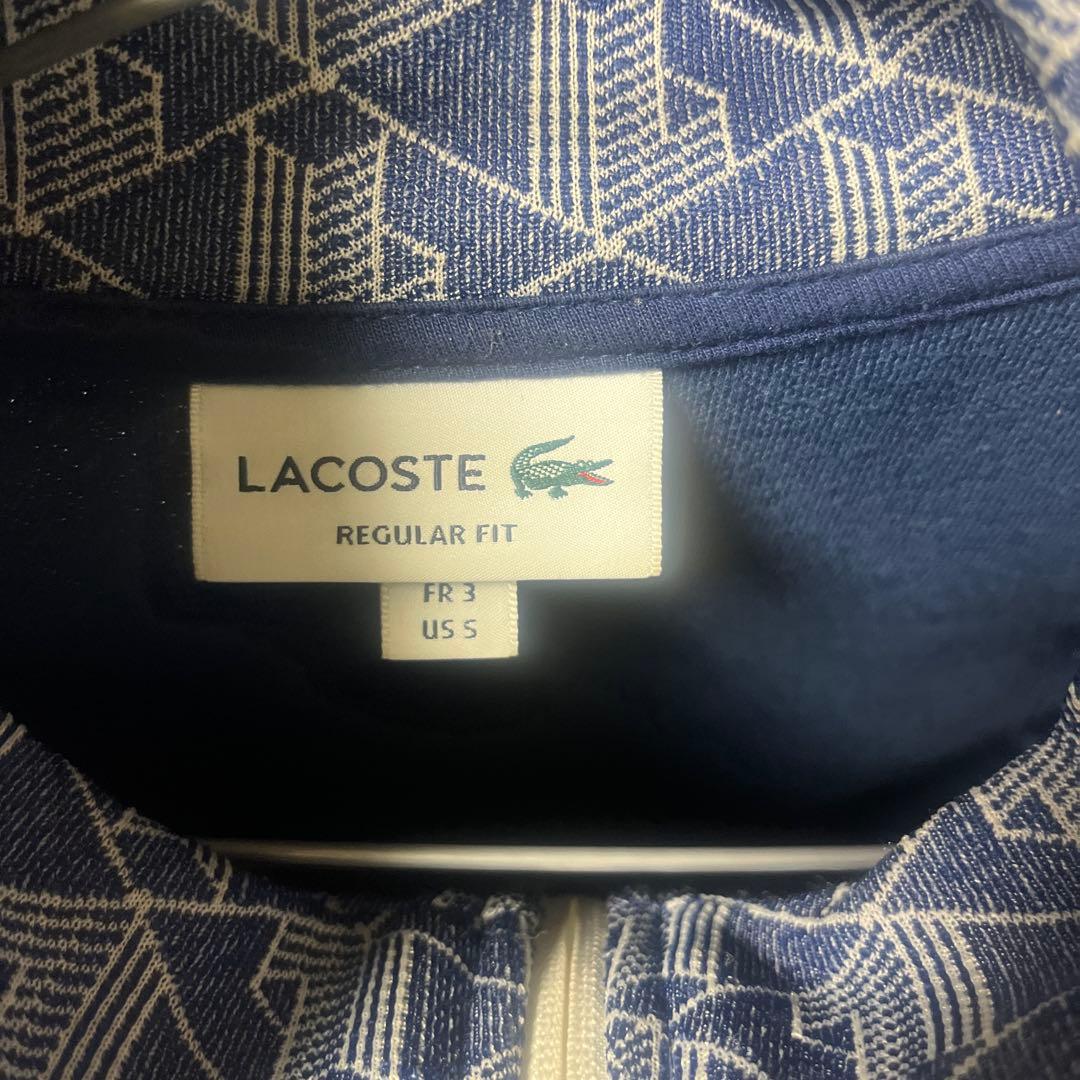 LACOSTE
REGULAR FIT
FR 3
US S